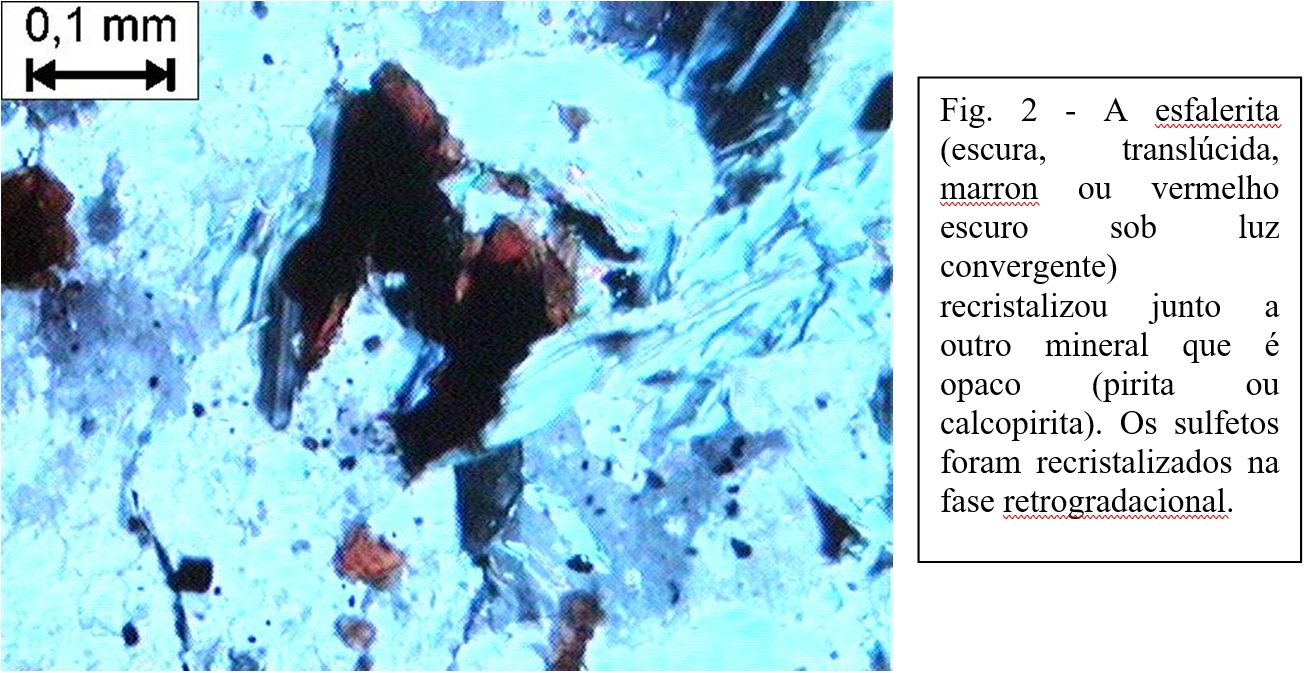 0,1 mm
Fig. 2 - A esfalerita
(escura, translúcida,
marron ou vermelho
escuro sob luz
convergente)
recristalizou junto a
outro mineral que é
opaco (pirita ou
calcopirita). Os sulfetos
foram recristalizados na
fase retrogradacional.